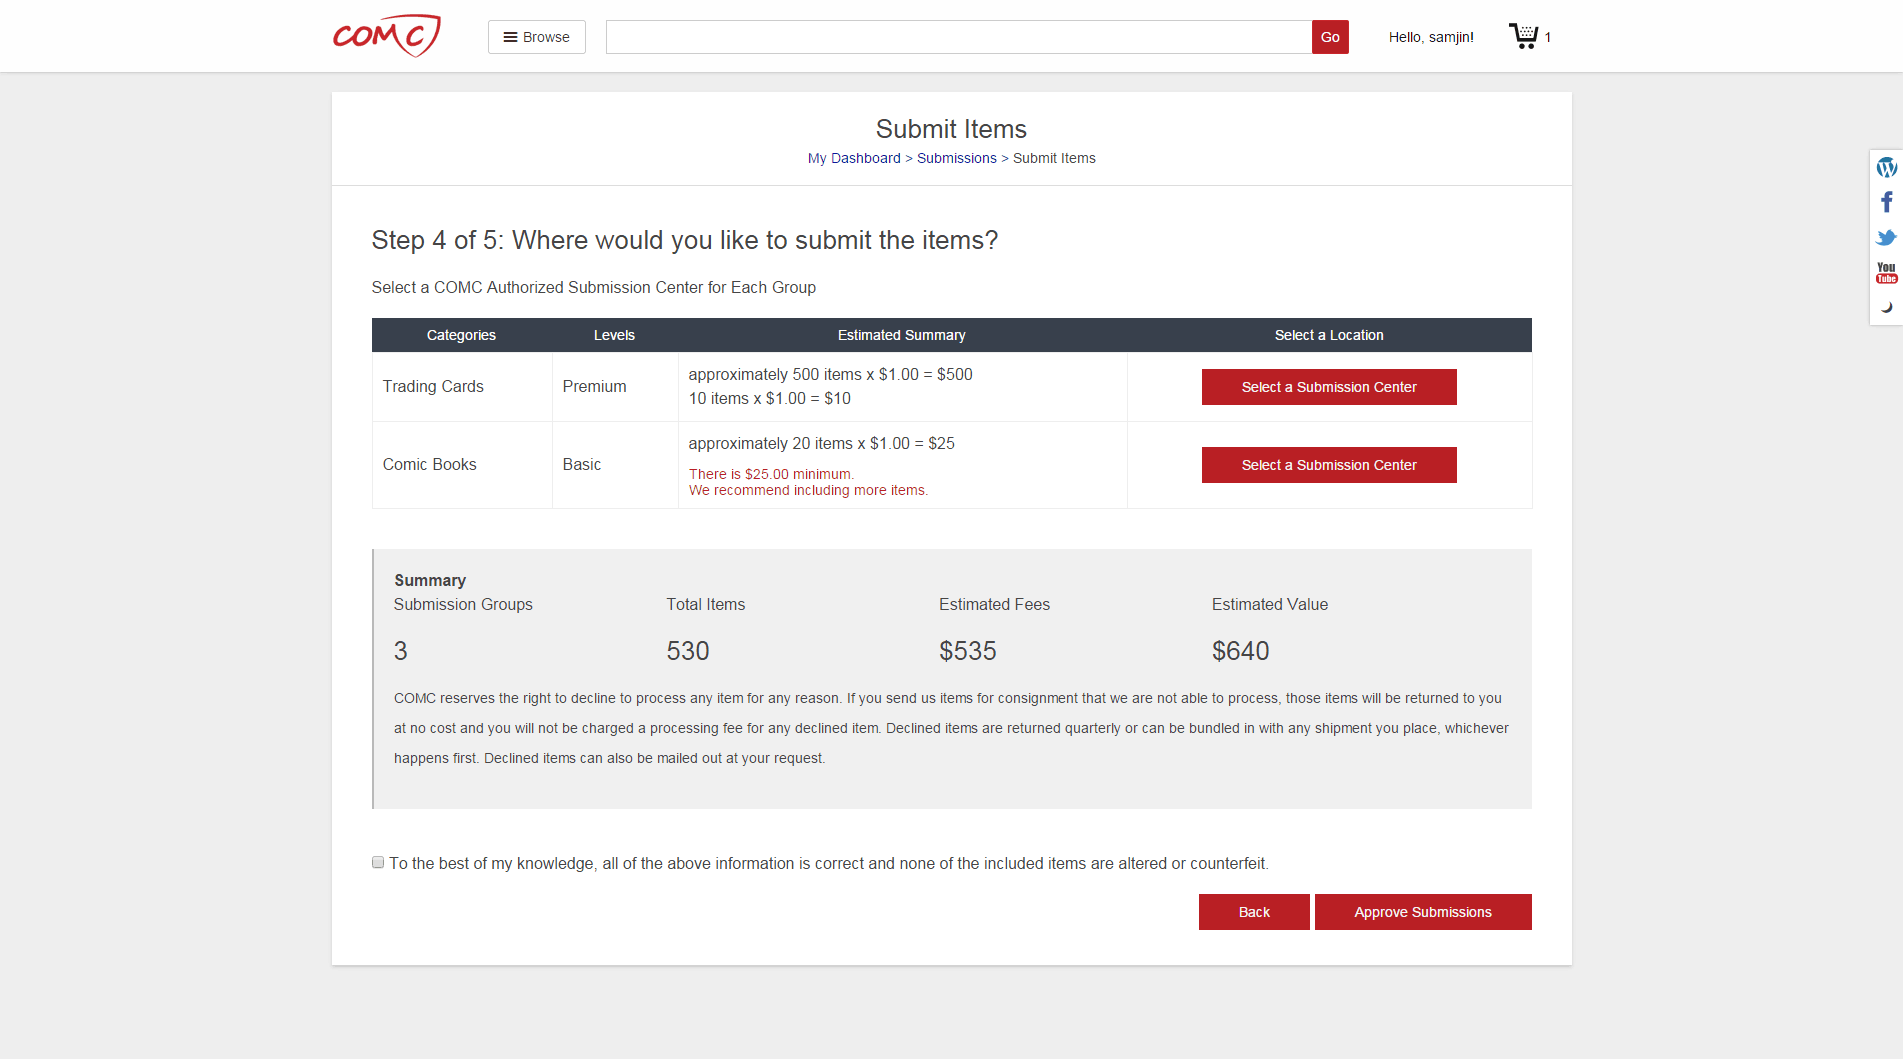 COMC
Browse
Go
Hello, samjin!
1
Submit Items
My Dashboard > Submissions > Submit Items
Step 4 of 5: Where would you like to submit the items?
Select a COMC Authorized Submission Center for Each Group
Categories Levels Estimated Summary Select a Location
Trading Cards Premium approximately 500 items x $1.00 = $500
10 items x $1.00 = $10
Select a Submission Center
Comic Books Basic approximately 20 items x $1.00 = $25
There is $25.00 minimum.
We recommend including more items.
Select a Submission Center
Summary
Submission Groups Total Items Estimated Fees Estimated Value
3 530 $535 $640
COMC reserves the right to decline to process any item for any reason. If you send us items for consignment that we are not able to process, those items will be returned to you
at no cost and you will not be charged a processing fee for any declined item. Declined items are returned quarterly or can be bundled in with any shipment you place, whichever
happens first. Declined items can also be mailed out at your request.
To the best of my knowledge, all of the above information is correct and none of the included items are altered or counterfeit.
Back Approve Submissions
You
Tube